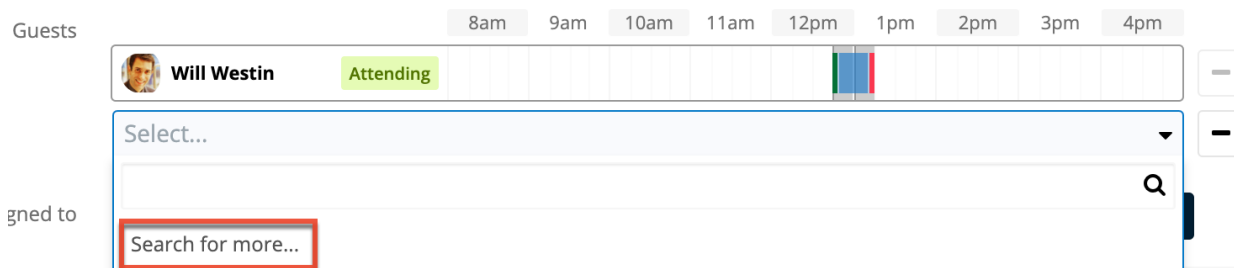 Guests
8am 9am 10am 11am 12pm 1pm 2pm 3pm 4pm
Will Westin Attending
Select...
gned to
Search for more...